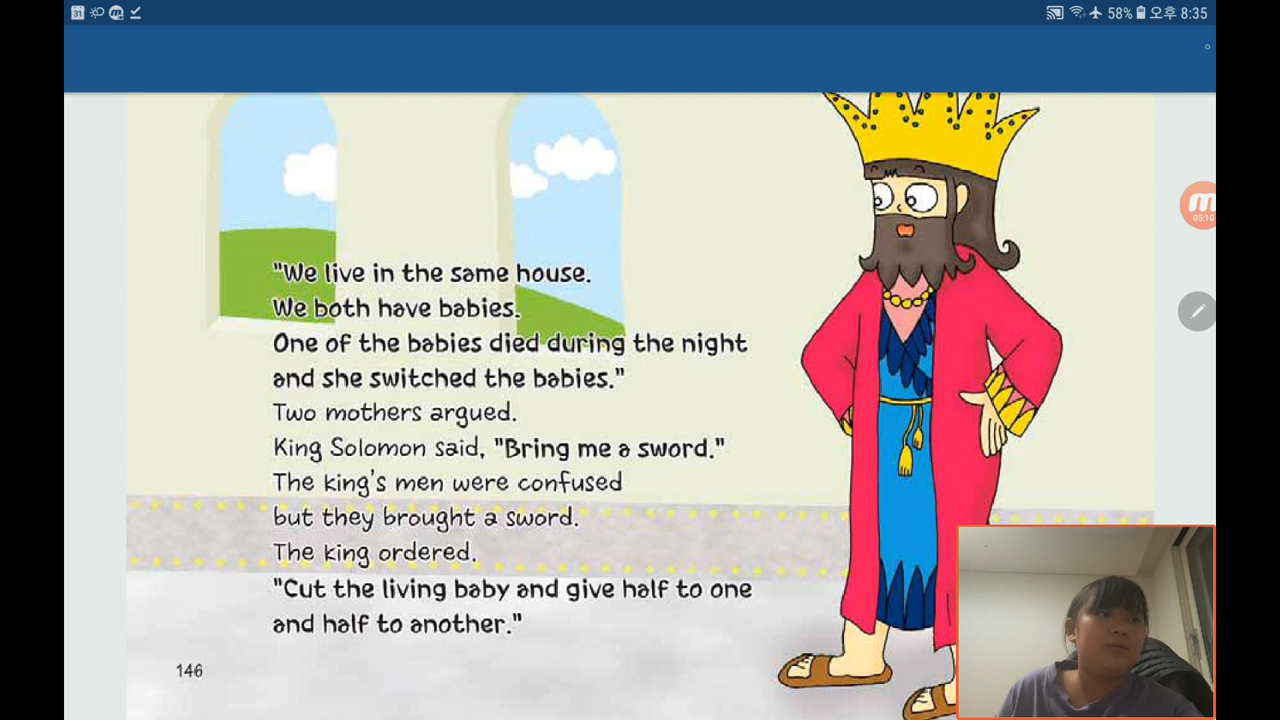 31 58% 오후 8:35
"We live in the same house.
We both have babies.
One of the babies died during the night
and she switched the babies."
Two mothers argued.
King Solomon said, "Bring me a sword."
The king's men were confused
but they brought a sword.
The king ordered.
"Cut the living baby and give half to one
and half to another."
146
m
05:10